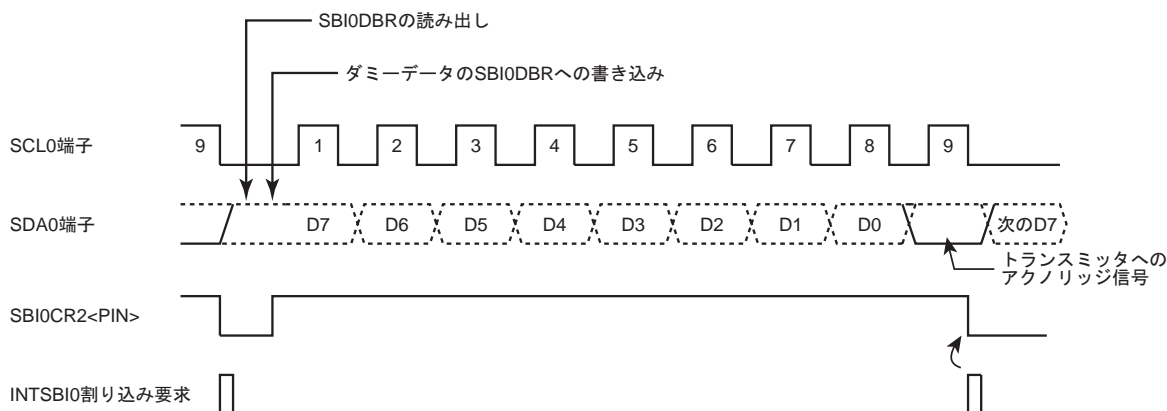 SBI0DBRの読み出し
ダミーデータのSBI0DBRへの書き込み
SCL0端子 9 1 2 3 4 5 6 7 8 9
SDA0端子 D7 D6 D5 D4 D3 D2 D1 D0 次のD7
トランスミッタへの
アクノリッジ信号
SBI0CR2<PIN>
INTSBI0割り込み要求